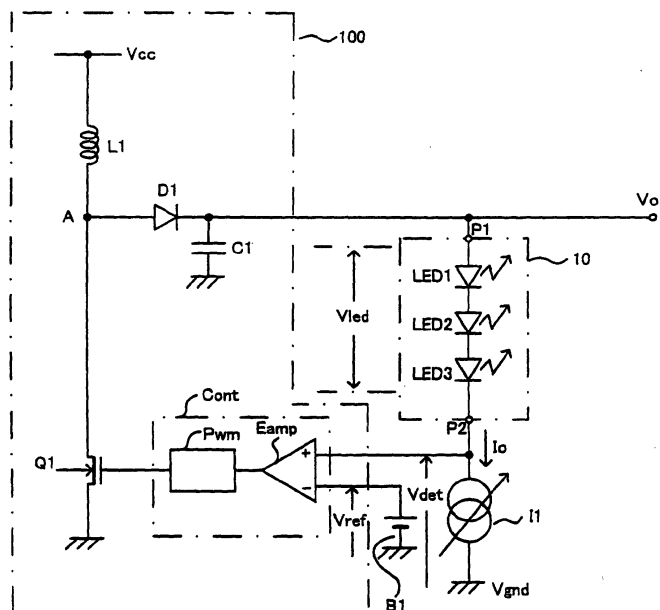 100
Vcc
L1
D1
A
Vo
P1
C1
10
LED1
Vled
LED2
LED3
Cont
Pwm
Eamp
P2
Io
+
Q1
Vdet
−
I1
Vref
Vgnd
B1